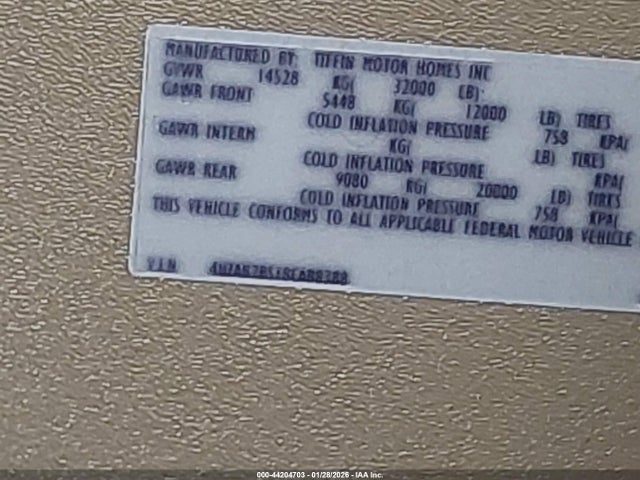 MANUFACTURED BY: TIFFIN MOTOR HOMES INC
GVWR 14528 KG( 32000 LB)
GAWR FRONT 5448 KG( 12000 LB) TIRES
COLD INFLATION PRESSURE 758 KPA(
GAWR INTERM KG( LB) TIRES
COLD INFLATION PRESSURE KPA(
GAWR REAR 9080 KG( 20000 LB) TIRES
COLD INFLATION PRESSURE 758 KPA(
THIS VEHICLE CONFORMS TO ALL APPLICABLE FEDERAL MOTOR VEHICLE
V.I.N.
000-44204703 - 01/28/2026 - IAA Inc.